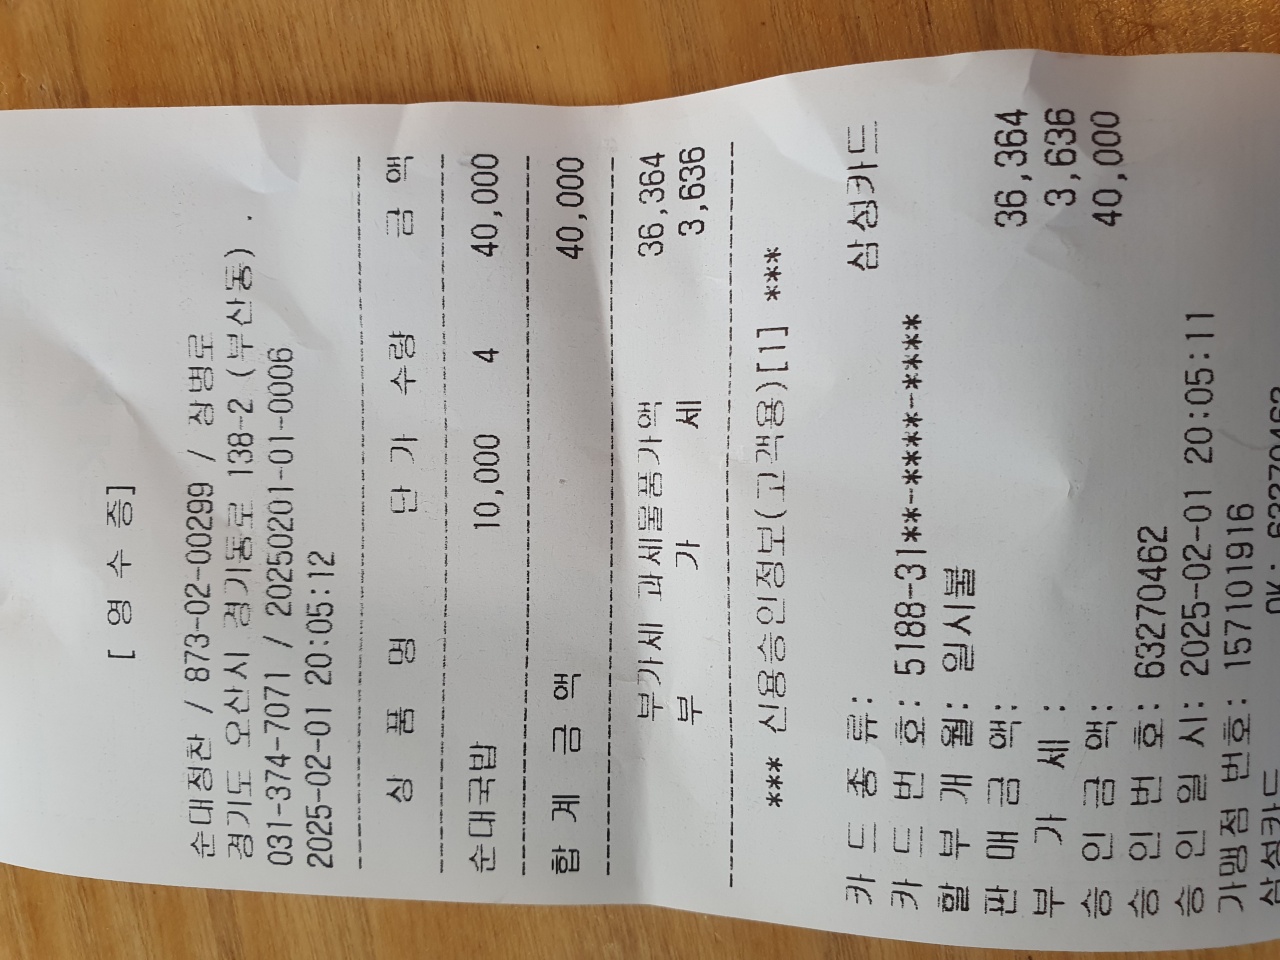 [ 영 수 증]
순대정찬 / 873-02-00299 / 장병로
경기도 오산시 경기동로 138-2 (부산동) .
031-374-7071 / 20250201-01-0006
2025-02-01 20:05:12
상 품 명 단 가 수량 금 액
순대국밥 10,000 4 40,000
합 계 금 액 40,000
부가세 과세물품가액 36,364
부 가 세 3,636
*** 신용승인정보(고객용)[1] ***
카 드 종 류: 삼성카드
카 드 번 호: 5188-31**-****-****
할 부 개 월: 일시불
판 매 금 액: 36,364
부 가 세 : 3,636
승 인 금 액: 40,000
승 인 번 호: 63270462
승 인 일 시: 2025-02-01 20:05:11
가맹점 번호: 157101916
삼성카드 OK: 63270462